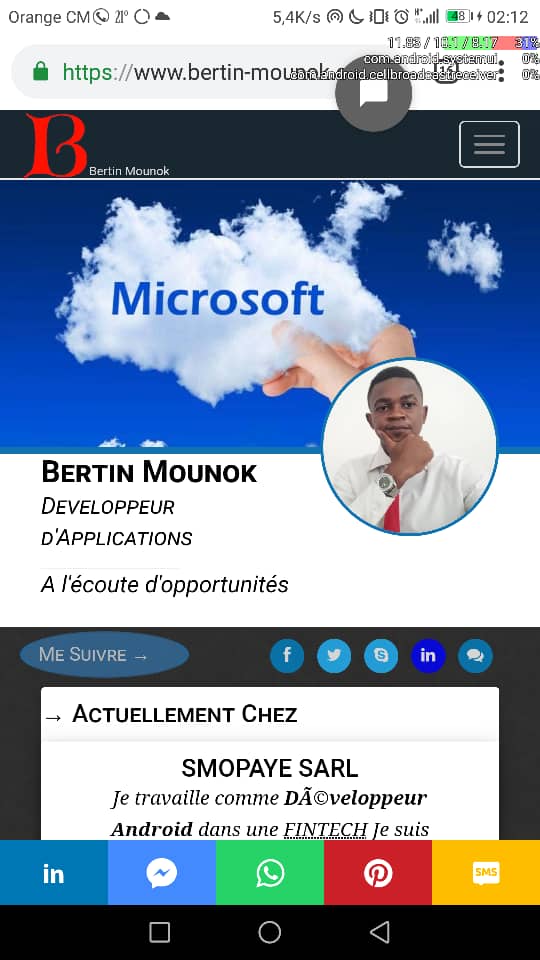 Orange CM 21° 5,4K/s 48 02:12
11.83 / 10.1 / 8.17 31%
com.android.systemui 0%
https://www.bertin-mounok.
com.android.cellbroadcastreceiver 0%
B
Bertin Mounok
Microsoft
BERTIN MOUNOK
DEVELOPPEUR
D'APPLICATIONS
A l'écoute d'opportunités
ME SUIVRE →
→ ACTUELLEMENT CHEZ
SMOPAYE SARL
Je travaille comme DÃ©veloppeur
Android dans une FINTECH Je suis
SMS